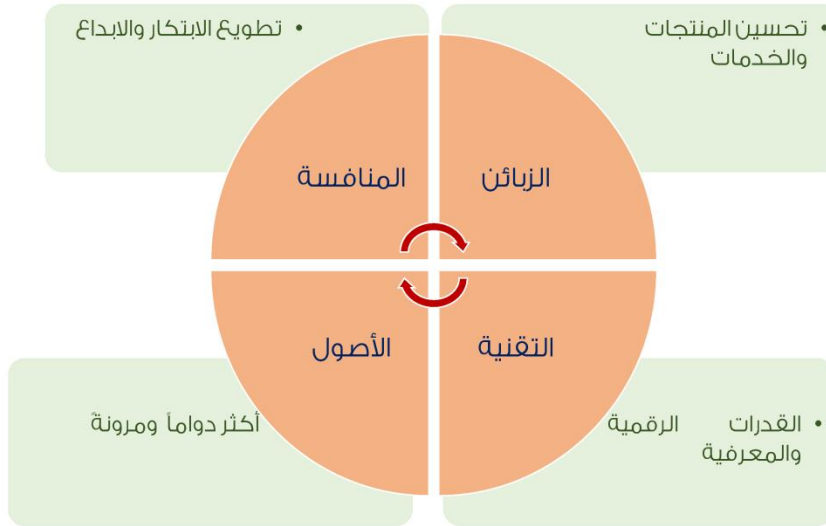 • تحسين المنتجات
والخدمات
• تطويع الابتكار والابداع
الزبائن
المنافسة
التقنية
الأصول
• القدرات الرقمية
والمعرفية
أكثر دواماً ومرونةً